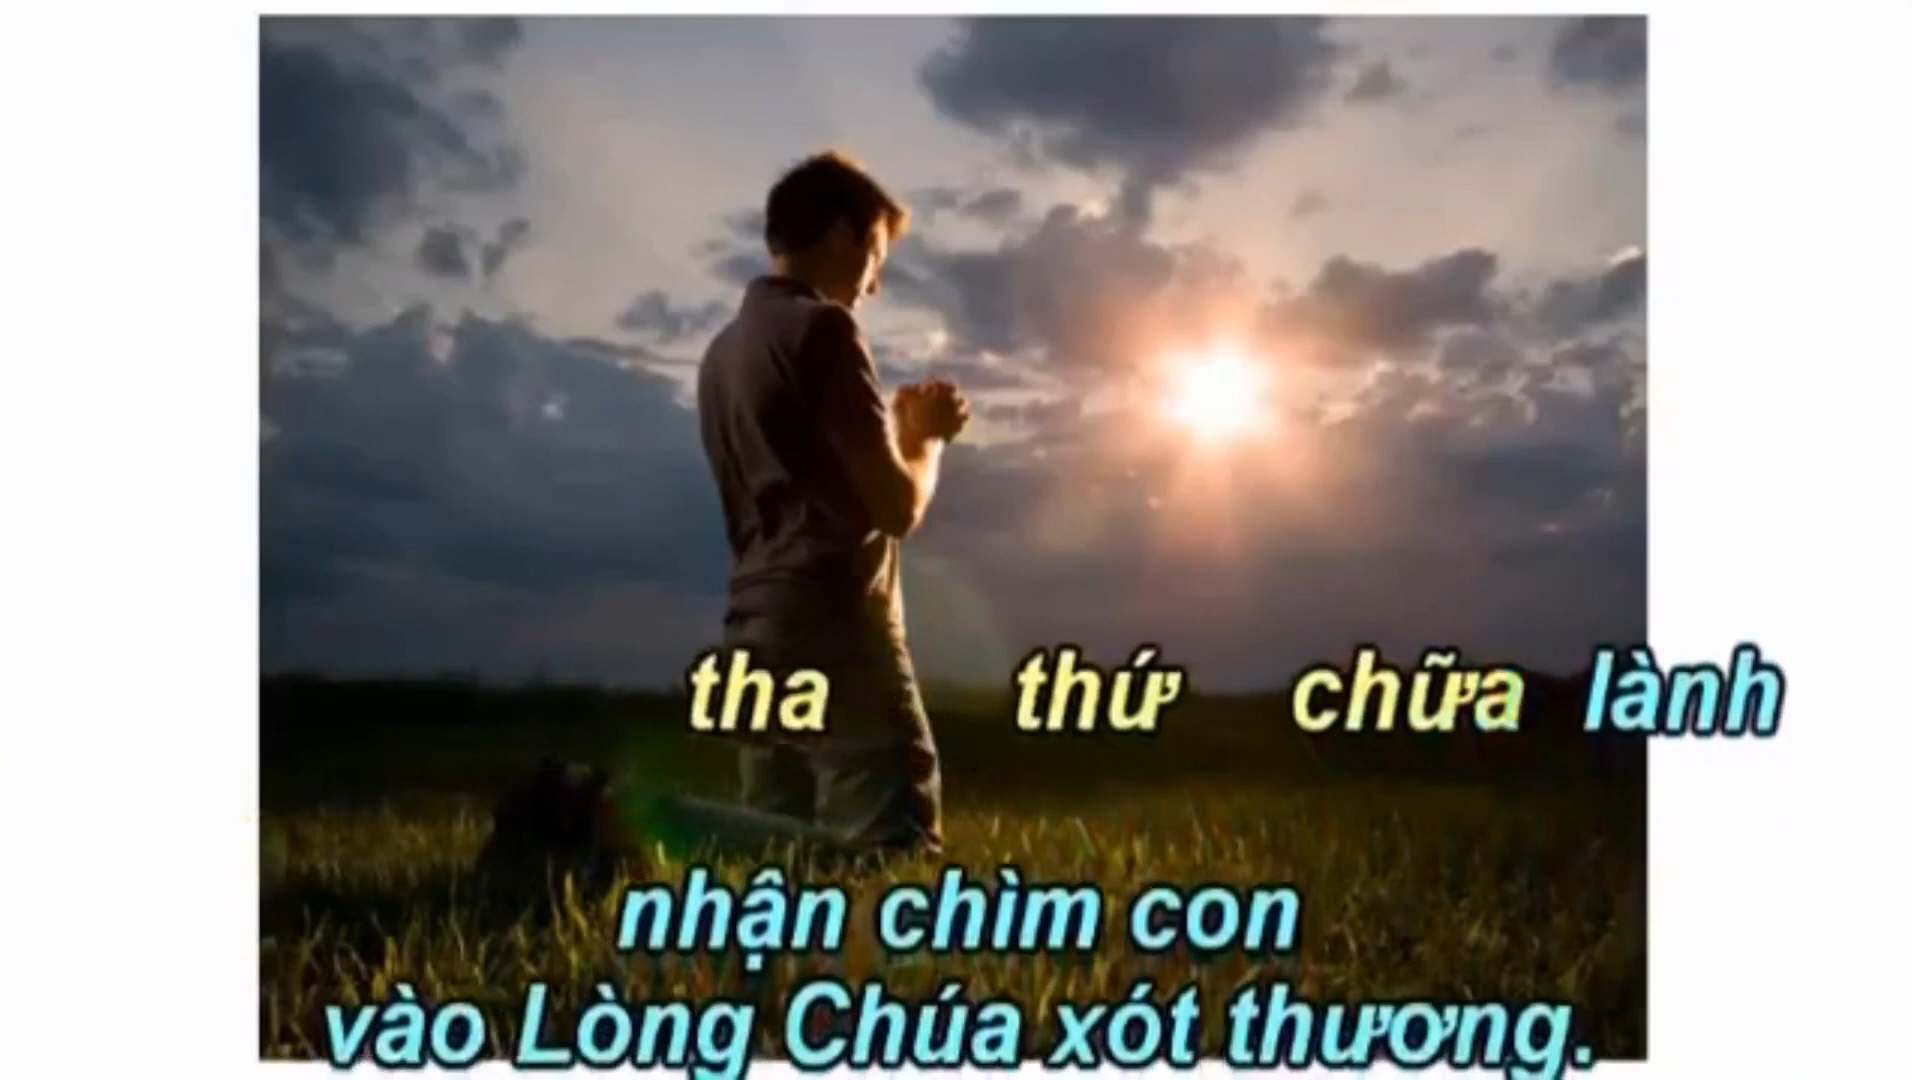 tha thứ chữa lành
nhận chìm con
vào Lòng Chúa xót thương.